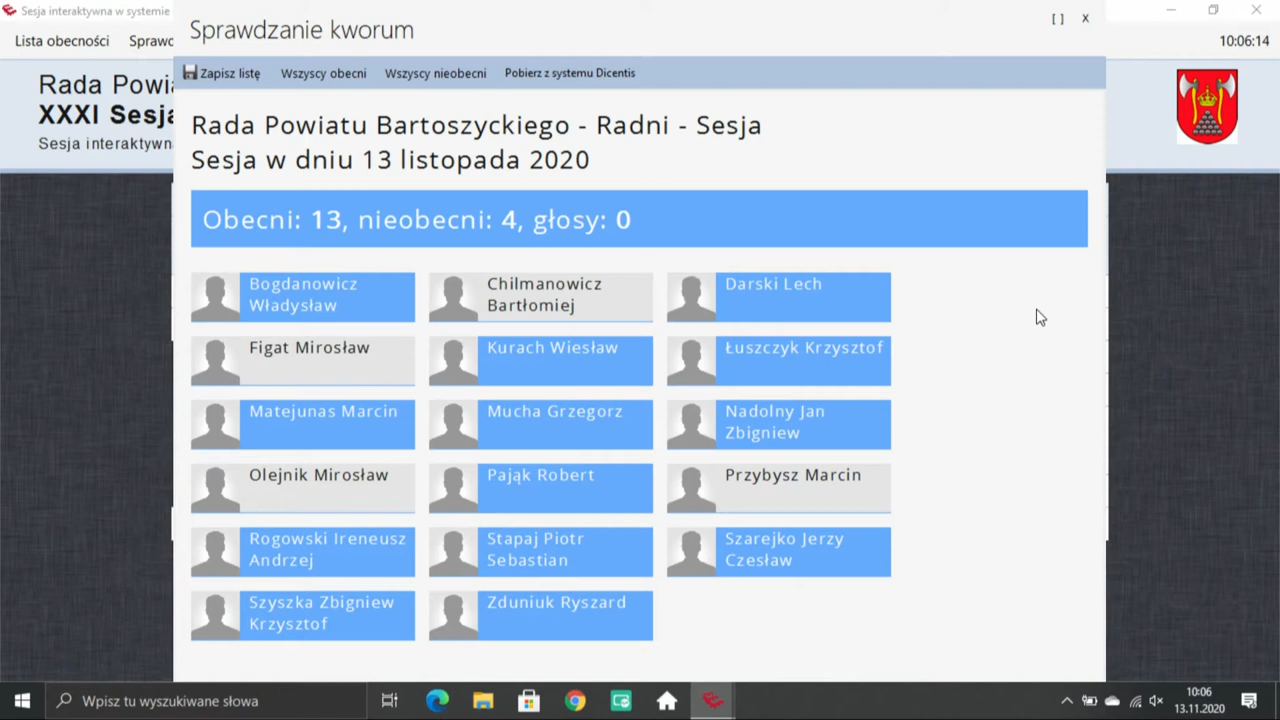 Sesja interaktywna w systemie
Sprawdzanie kworum
[ ] X
Lista obecności
10:06:14
Zapisz listę Wszyscy obecni Wszyscy nieobecni Pobierz z systemu Dicentis
Rada
XXXI
Sesja
Rada Powiatu Bartoszyckiego - Radni - Sesja
Sesja w dniu 13 listopada 2020
Obecni: 13, nieobecni: 4, głosy: 0
Bogdanowicz
Władysław
Chilmanowicz
Bartłomiej
Darski Lech
Figat Mirosław
Kurach Wiesław
Łuszczyk Krzysztof
Matejunas Marcin
Mucha Grzegorz
Nadolny Jan
Zbigniew
Olejnik Mirosław
Pająk Robert
Przybysz Marcin
Rogowski Ireneusz
Andrzej
Stapaj Piotr
Sebastian
Szarejko Jerzy
Czesław
Szyszka Zbigniew
Krzysztof
Zduniuk Ryszard
Wpisz tu wyszukiwane słowa
10:06
13.11.2020